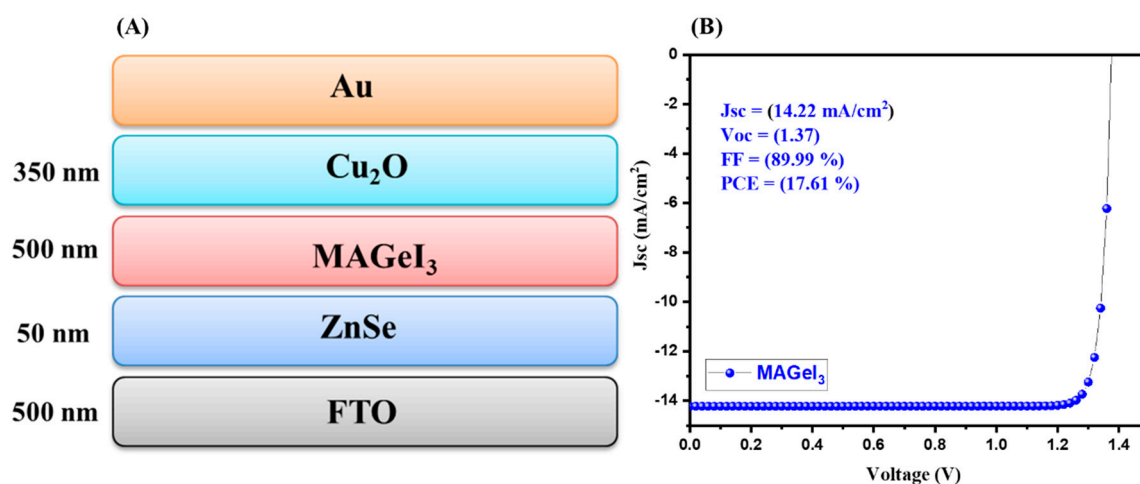 (A)
Au
350 nm
Cu₂O
500 nm
MAGeI₃
50 nm
ZnSe
500 nm
FTO
(B)
Jsc = (14.22 mA/cm²)
Voc = (1.37)
FF = (89.99 %)
PCE = (17.61 %)
MAGeI₃
Jsc (mA/cm²)
0
-2
-4
-6
-8
-10
-12
-14
0.0 0.2 0.4 0.6 0.8 1.0 1.2 1.4
Voltage (V)